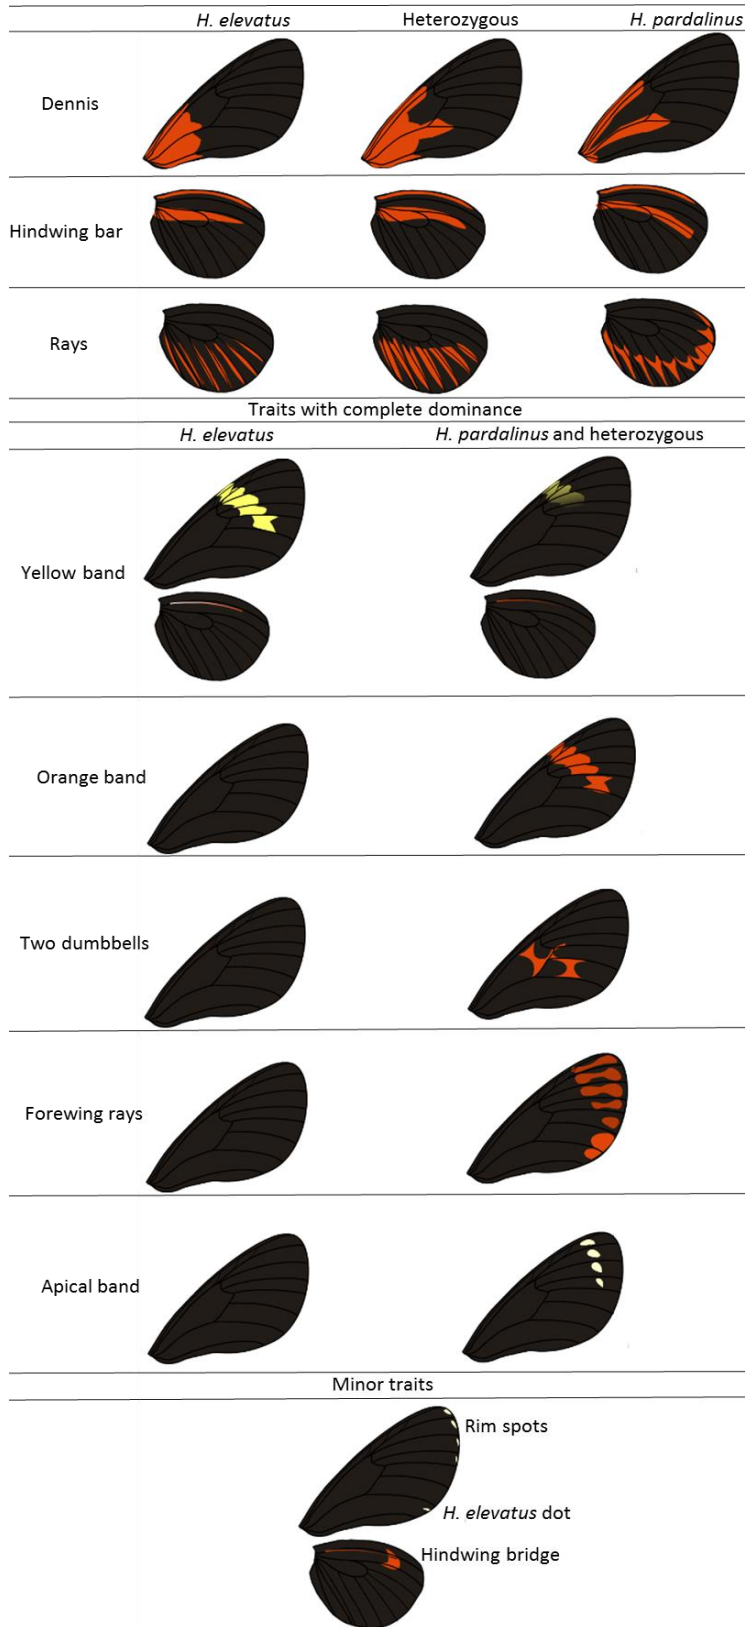 H. elevatus Heterozygous H. pardalinus
Dennis
Hindwing bar
Rays
Traits with complete dominance
H. elevatus H. pardalinus and heterozygous
Yellow band
Orange band
Two dumbbells
Forewing rays
Apical band
Minor traits
Rim spots
H. elevatus dot
Hindwing bridge